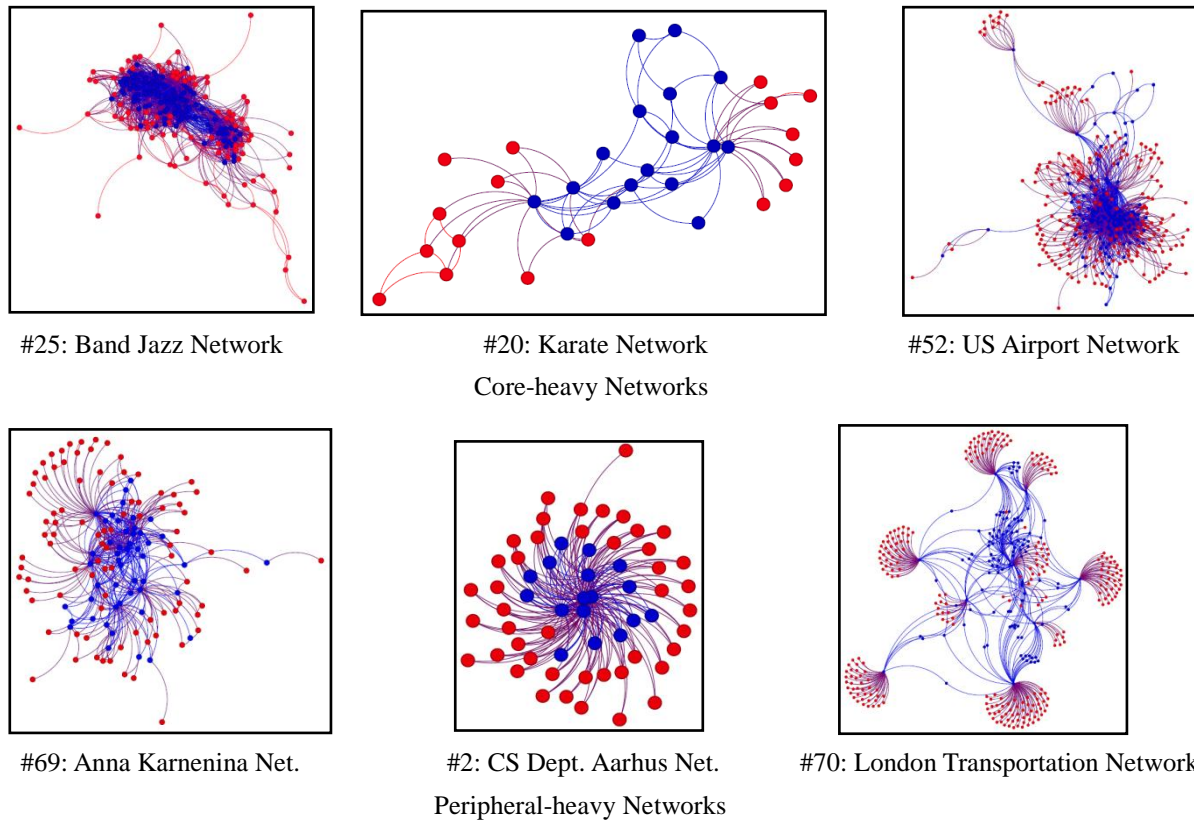 #25: Band Jazz Network
#20: Karate Network
#52: US Airport Network
Core-heavy Networks
#69: Anna Karnenina Net.
#2: CS Dept. Aarhus Net.
#70: London Transportation Network
Peripheral-heavy Networks